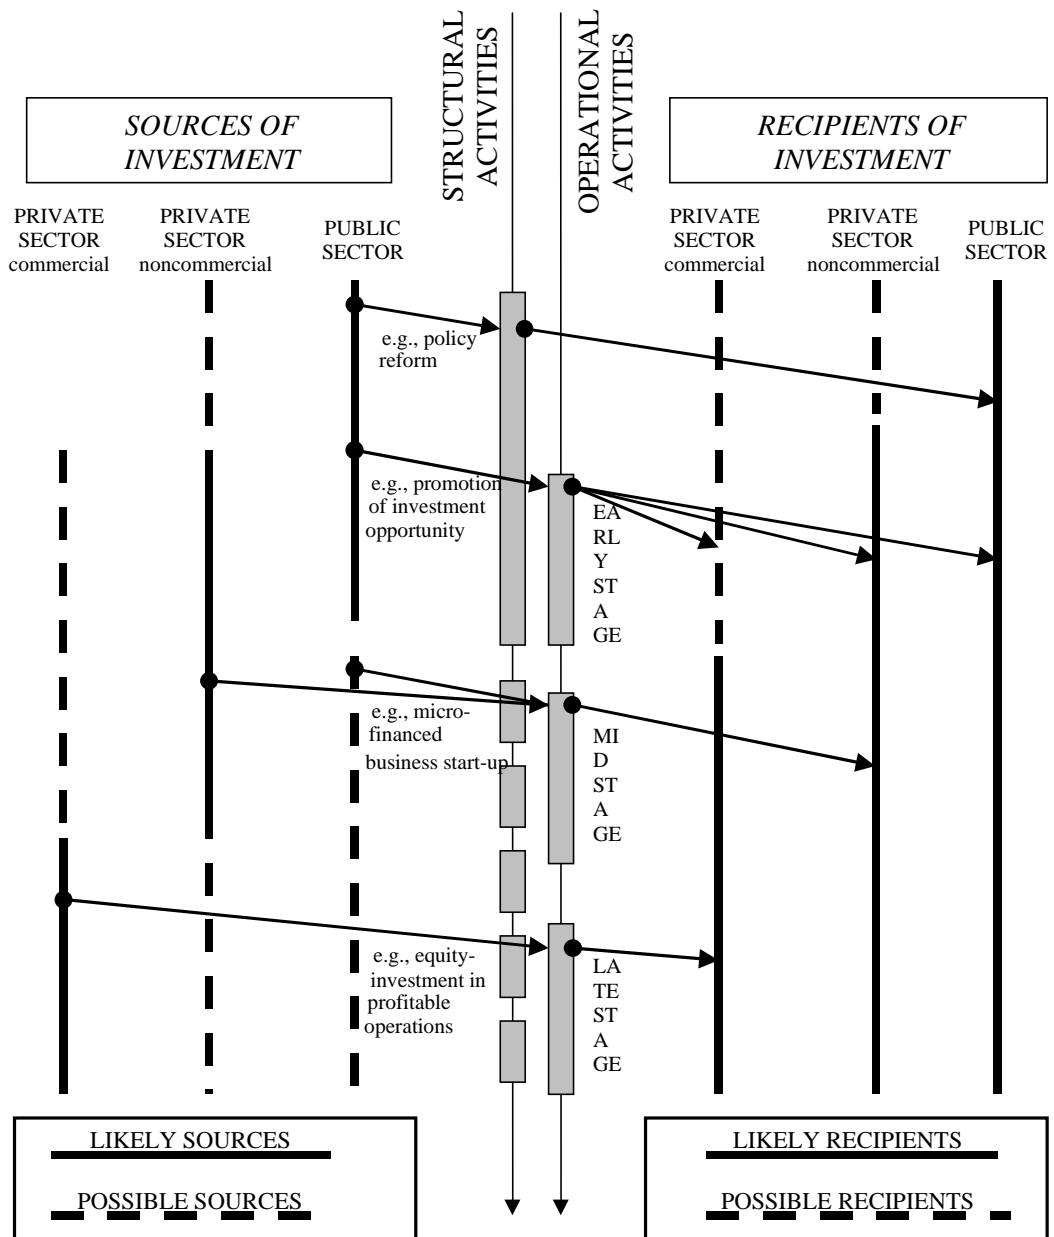 STRUCTURAL
ACTIVITIES
OPERATIONAL
ACTIVITIES
SOURCES OF
INVESTMENT
RECIPIENTS OF
INVESTMENT
PRIVATE
SECTOR
commercial
PRIVATE
SECTOR
noncommercial
PUBLIC
SECTOR
PRIVATE
SECTOR
commercial
PRIVATE
SECTOR
noncommercial
PUBLIC
SECTOR
e.g., policy
reform
e.g., promotion
of investment
opportunity
EA
RL
Y
ST
A
GE
e.g., micro-
financed
business start-up
MI
D
ST
A
GE
e.g., equity-
investment in
profitable
operations
LA
TE
ST
A
GE
LIKELY SOURCES
POSSIBLE SOURCES
LIKELY RECIPIENTS
POSSIBLE RECIPIENTS